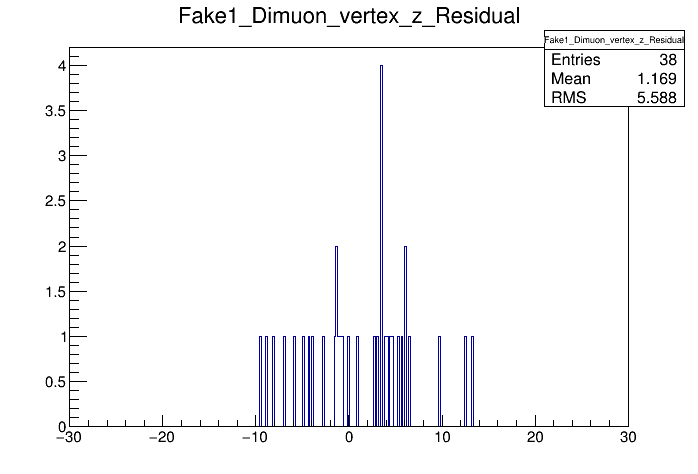 Fake1_Dimuon_vertex_z_Residual
Fake1_Dimuon_vertex_z_Residual
Entries 38
Mean 1.169
RMS 5.588
4
3.5
3
2.5
2
1.5
1
0.5
0
−30 −20 −10 0 10 20 30